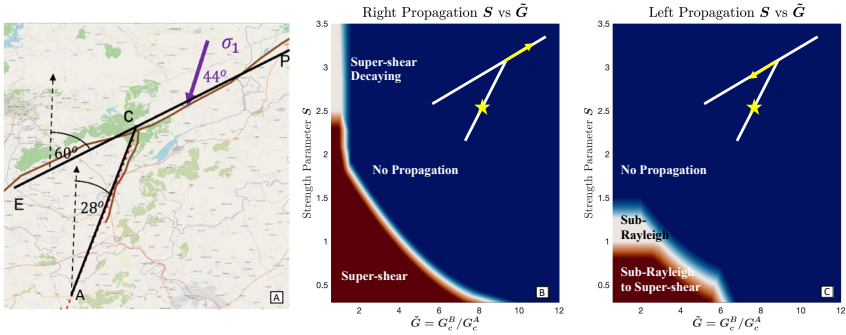 σ₁
44°
P
C
60°
E
28°
A
A
Right Propagation S vs G̃
3.5
3
2.5
2
1.5
1
0.5
Strength Parameter S
Super-shear
Decaying
No Propagation
Super-shear
B
2
4
6
8
10
12
G̃ = G_c^B/G_c^A
Left Propagation S vs G̃
3.5
3
2.5
2
1.5
1
0.5
Strength Parameter S
No Propagation
Sub-
Rayleigh
Sub-Rayleigh
to Super-shear
C
2
4
6
8
10
12
G̃ = G_c^B/G_c^A